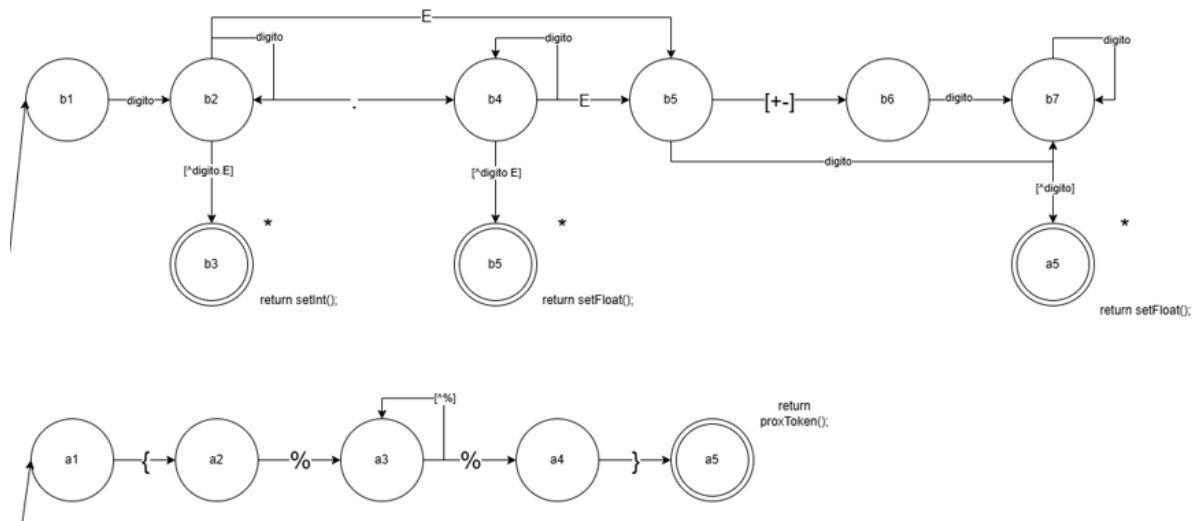 E
digito
digito
digito
b1
digito
b2
.
b4
E
b5
[+-]
b6
digito
b7
digito
[^digito.E]
[^digito E]
[^digito]
*
*
*
b3
b5
a5
return setInt();
return setFloat();
return setFloat();
[^%]
return
proxToken();
a1
{
a2
%
a3
%
a4
}
a5